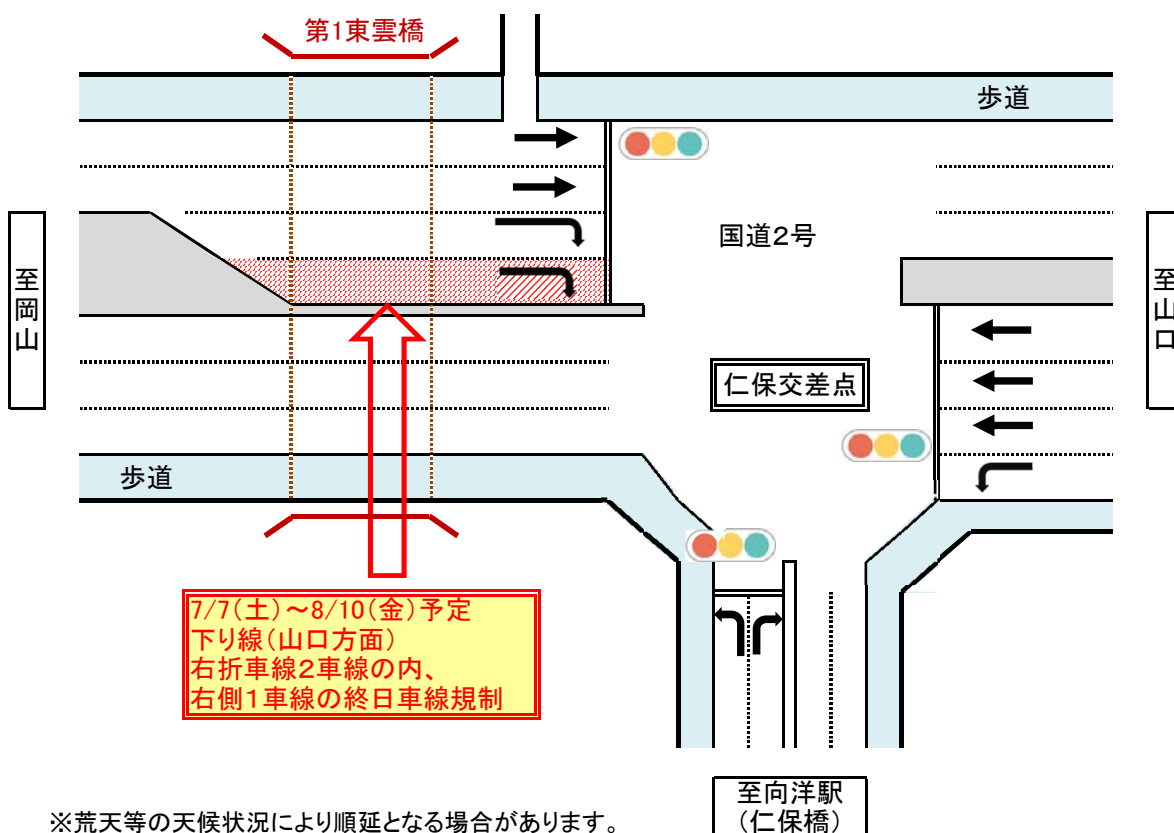 第1東雲橋
歩道
国道2号
至岡山
至山口
仁保交差点
歩道
7/7(土)~8/10(金)予定
下り線(山口方面)
右折車線2車線の内、
右側1車線の終日車線規制
至向洋駅
(仁保橋)
※荒天等の天候状況により順延となる場合があります。